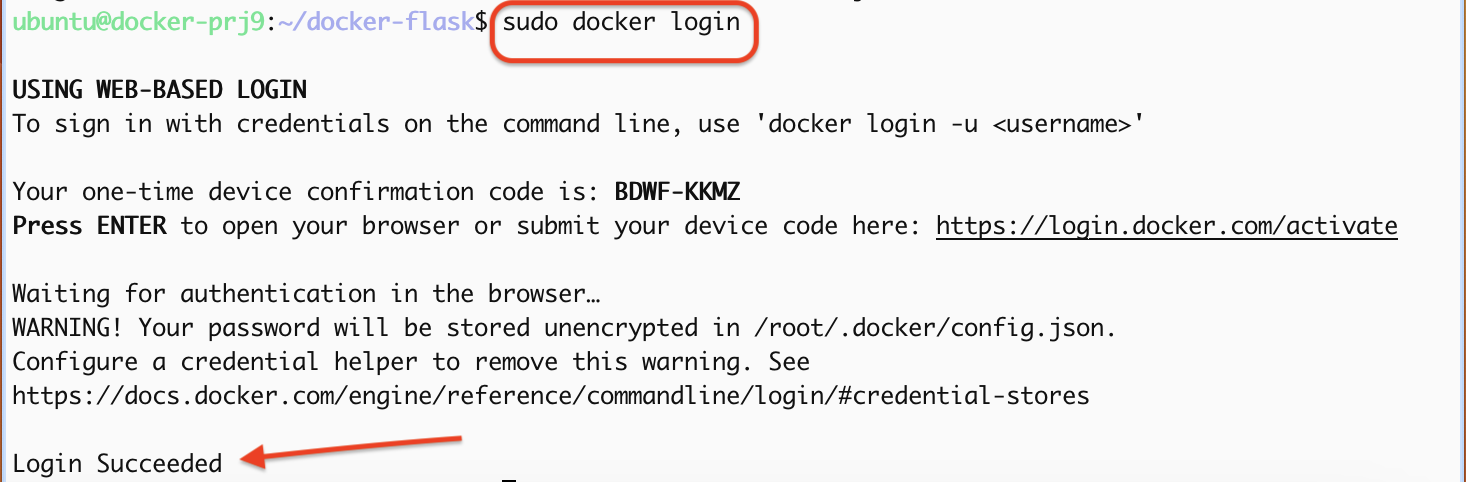 ubuntu@docker-prj9:~/docker-flask$ sudo docker login
USING WEB-BASED LOGIN
To sign in with credentials on the command line, use 'docker login -u <username>'
Your one-time device confirmation code is: BDWF-KKMZ
Press ENTER to open your browser or submit your device code here: https://login.docker.com/activate
Waiting for authentication in the browser…
WARNING! Your password will be stored unencrypted in /root/.docker/config.json.
Configure a credential helper to remove this warning. See
https://docs.docker.com/engine/reference/commandline/login/#credential-stores
Login Succeeded